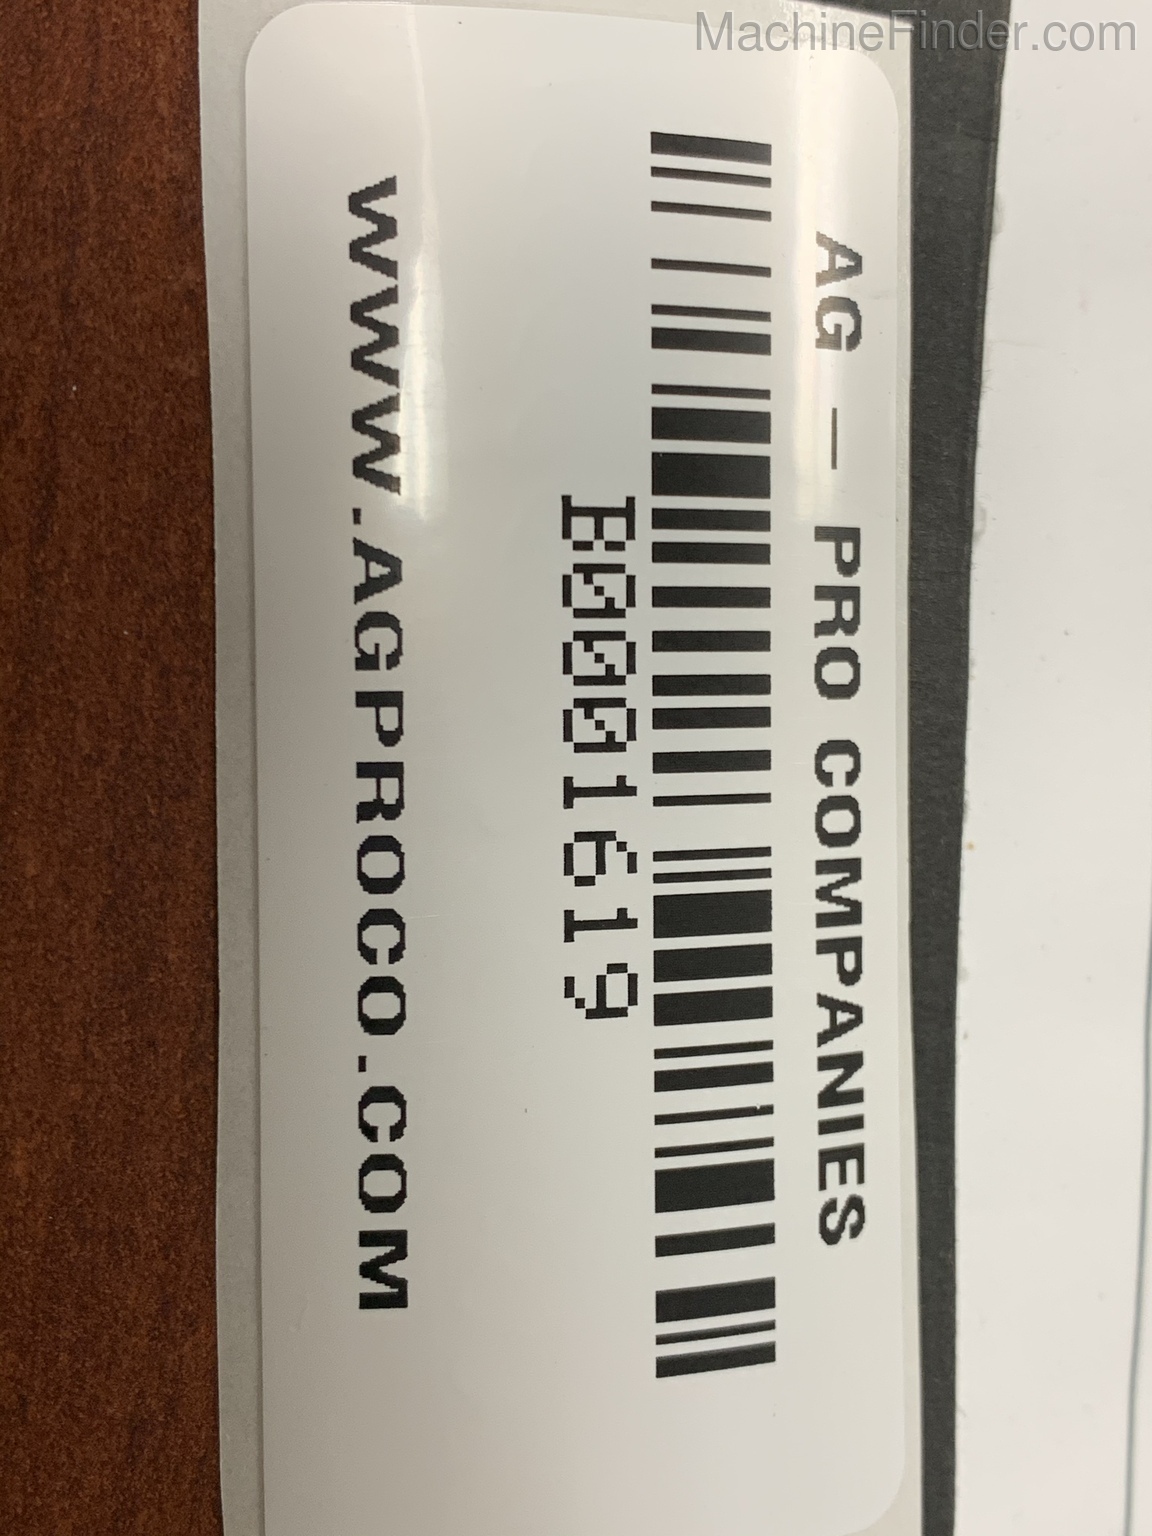 MachineFinder.com
AG - PRO COMPANIES
E0001619
WWW.AGPROCO.COM